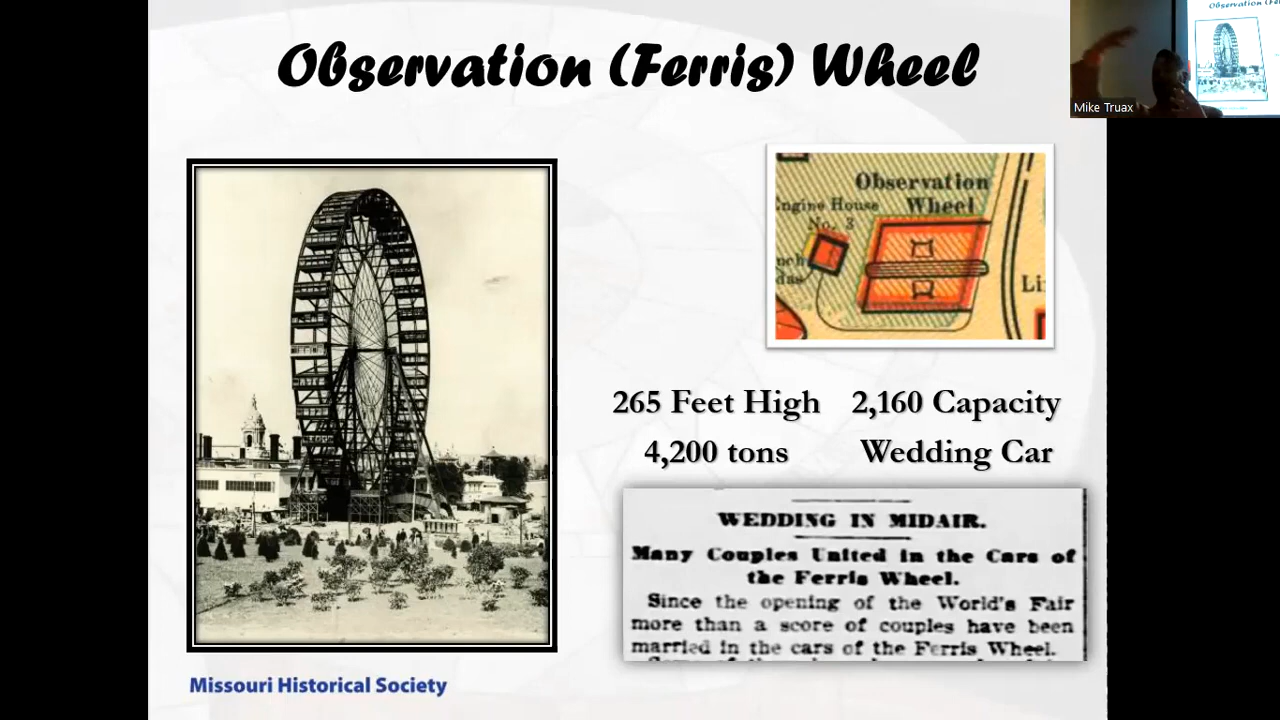 Observation (Ferris) Wheel
Mike Truax
Observation
Wheel
Engine House
No. 3
265 Feet High 2,160 Capacity
4,200 tons Wedding Car
WEDDING IN MIDAIR.
Many Couples United in the Cars of
the Ferris Wheel.
Since the opening of the World's Fair
more than a score of couples have been
married in the cars of the Ferris Wheel.
Missouri Historical Society